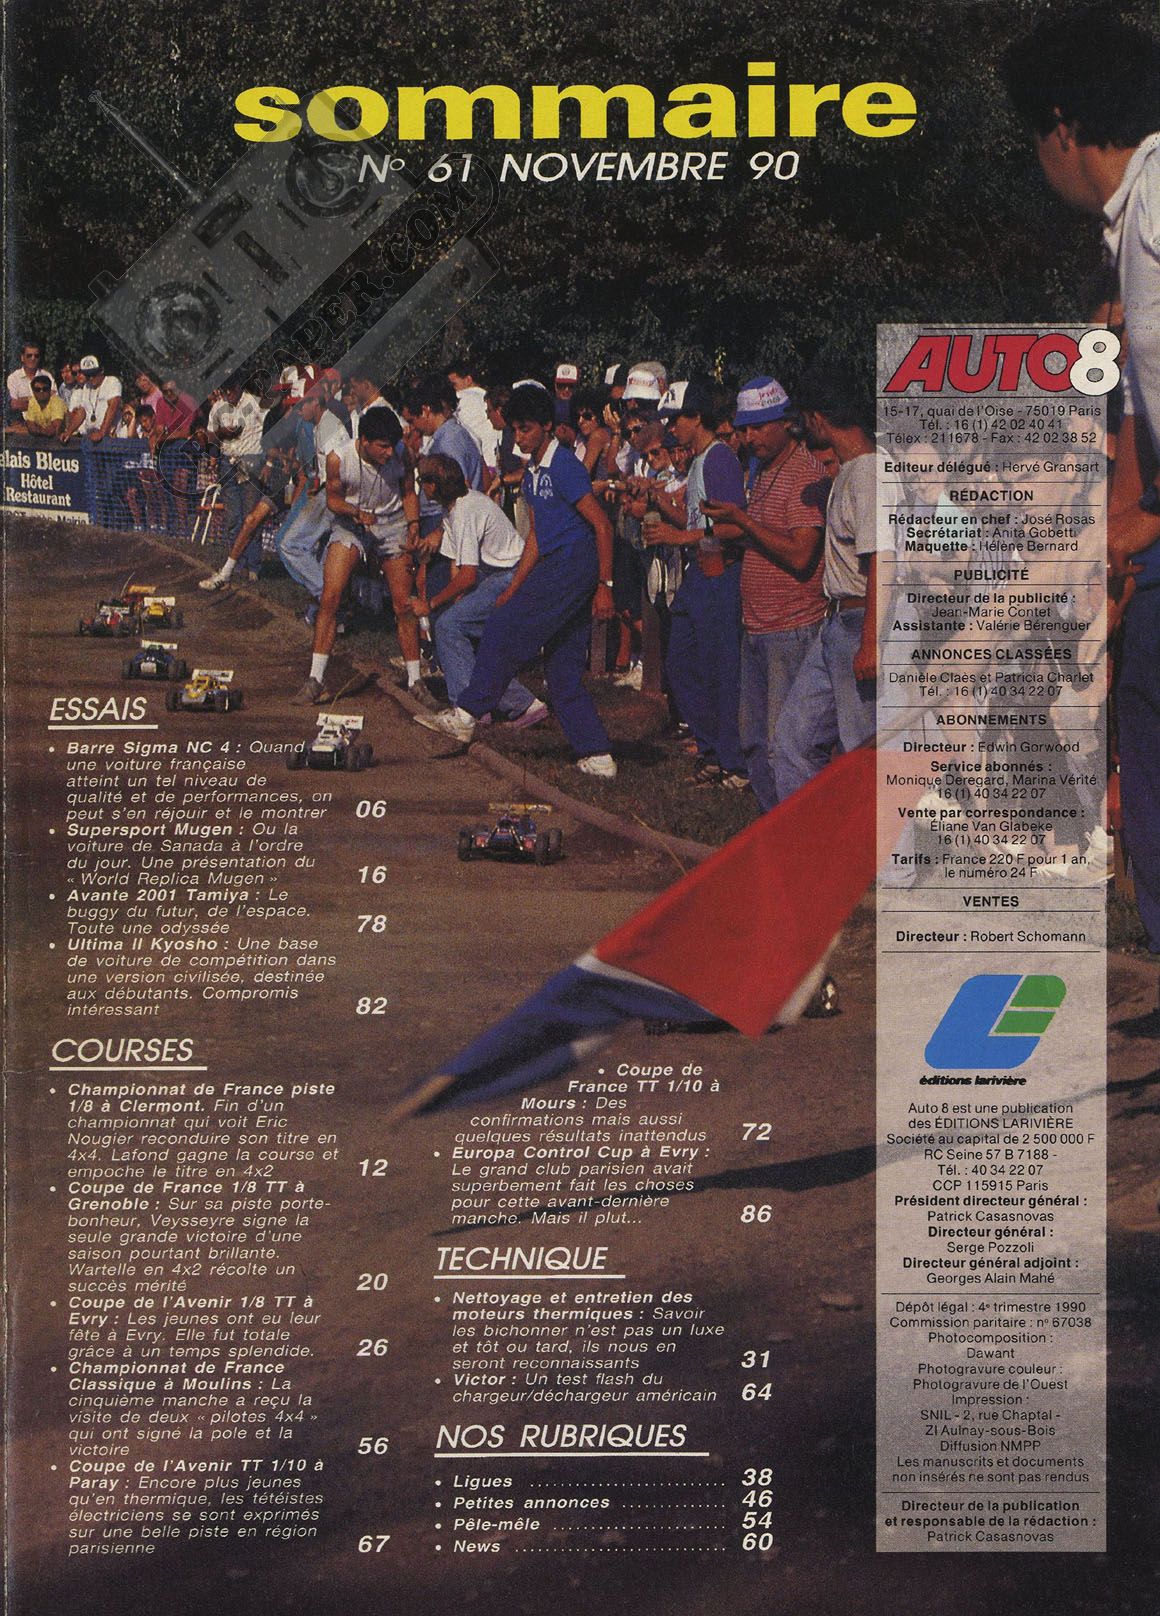 sommaire
N° 61 NOVEMBRE 90
RC-PAPER.COM
elais Bleus
Hôtel
Restaurant
ESSAIS
• Barre Sigma NC 4 : Quand
une voiture française
atteint un tel niveau de
qualité et de performances, on
peut s'en réjouir et le montrer 06
• Supersport Mugen : Ou la
voiture de Sanada à l'ordre
du jour. Une présentation du
« World Replica Mugen » 16
• Avante 2001 Tamiya : Le
buggy du futur, de l'espace.
Toute une odyssée 78
• Ultima II Kyosho : Une base
de voiture de compétition dans
une version civilisée, destinée
aux débutants. Compromis
intéressant 82
COURSES
• Championnat de France piste
1/8 à Clermont. Fin d'un
championnat qui voit Eric
Nougier reconduire son titre en
4x4. Lafond gagne la course et
empoche le titre en 4x2 12
• Coupe de France 1/8 TT à
Grenoble : Sur sa piste porte-
bonheur, Veysseyre signe la
seule grande victoire d'une
saison pourtant brillante.
Wartelle en 4x2 récolte un
succès mérité 20
• Coupe de l'Avenir 1/8 TT à
Evry : Les jeunes ont eu leur
fête à Evry. Elle fut totale
grâce à un temps splendide. 26
• Championnat de France
Classique à Moulins : La
cinquième manche a reçu la
visite de deux « pilotes 4x4 »
qui ont signé la pole et la
victoire 56
• Coupe de l'Avenir TT 1/10 à
Paray : Encore plus jeunes
qu'en thermique, les tétéistes
électriciens se sont exprimés
sur une belle piste en région
parisienne 67
• Coupe de
France TT 1/10 à
Mours : Des
confirmations mais aussi
quelques résultats inattendus 72
• Europa Control Cup à Evry :
Le grand club parisien avait
superbement fait les choses
pour cette avant-dernière
manche. Mais il plut... 86
TECHNIQUE
• Nettoyage et entretien des
moteurs thermiques : Savoir
les bichonner n'est pas un luxe
et tôt ou tard, ils nous en
seront reconnaissants 31
• Victor : Un test flash du
chargeur/déchargeur américain 64
NOS RUBRIQUES
• Ligues ........................... 38
• Petites annonces ............. 46
• Pêle-mêle ...................... 54
• News ............................. 60
AUTO8
15-17, quai de l'Oise - 75019 Paris
Tél. : 16 (1) 42 02 40 41
Télex : 211678 - Fax : 42 02 38 52
Editeur délégué : Hervé Gransart
RÉDACTION
Rédacteur en chef : José Rosas
Secrétariat : Anita Gobetti
Maquette : Hélène Bernard
PUBLICITÉ
Directeur de la publicité :
Jean-Marie Contet
Assistante : Valérie Bérenguer
ANNONCES CLASSÉES
Danièle Claës et Patricia Charlet
Tél. : 16 (1) 40 34 22 07
ABONNEMENTS
Directeur : Edwin Gorwood
Service abonnés :
Monique Deregard, Marina Vérité
16 (1) 40 34 22 07
Vente par correspondance :
Éliane Van Glabeke
16 (1) 40 34 22 07
Tarifs : France 220 F pour 1 an,
le numéro 24 F
VENTES
Directeur : Robert Schomann
éditions larivière
Auto 8 est une publication
des ÉDITIONS LARIVIÈRE
Société au capital de 2 500 000 F
RC Seine 57 B 7188 -
Tél. : 40 34 22 07
CCP 115915 Paris
Président directeur général :
Patrick Casasnovas
Directeur général :
Serge Pozzoli
Directeur général adjoint :
Georges Alain Mahé
Dépôt légal : 4e trimestre 1990
Commission paritaire : n° 67038
Photocomposition :
Dawant
Photogravure couleur :
Photogravure de l'Ouest
Impression :
SNIL - 2, rue Chaptal -
ZI Aulnay-sous-Bois
Diffusion NMPP
Les manuscrits et documents
non insérés ne sont pas rendus
Directeur de la publication
et responsable de la rédaction :
Patrick Casasnovas